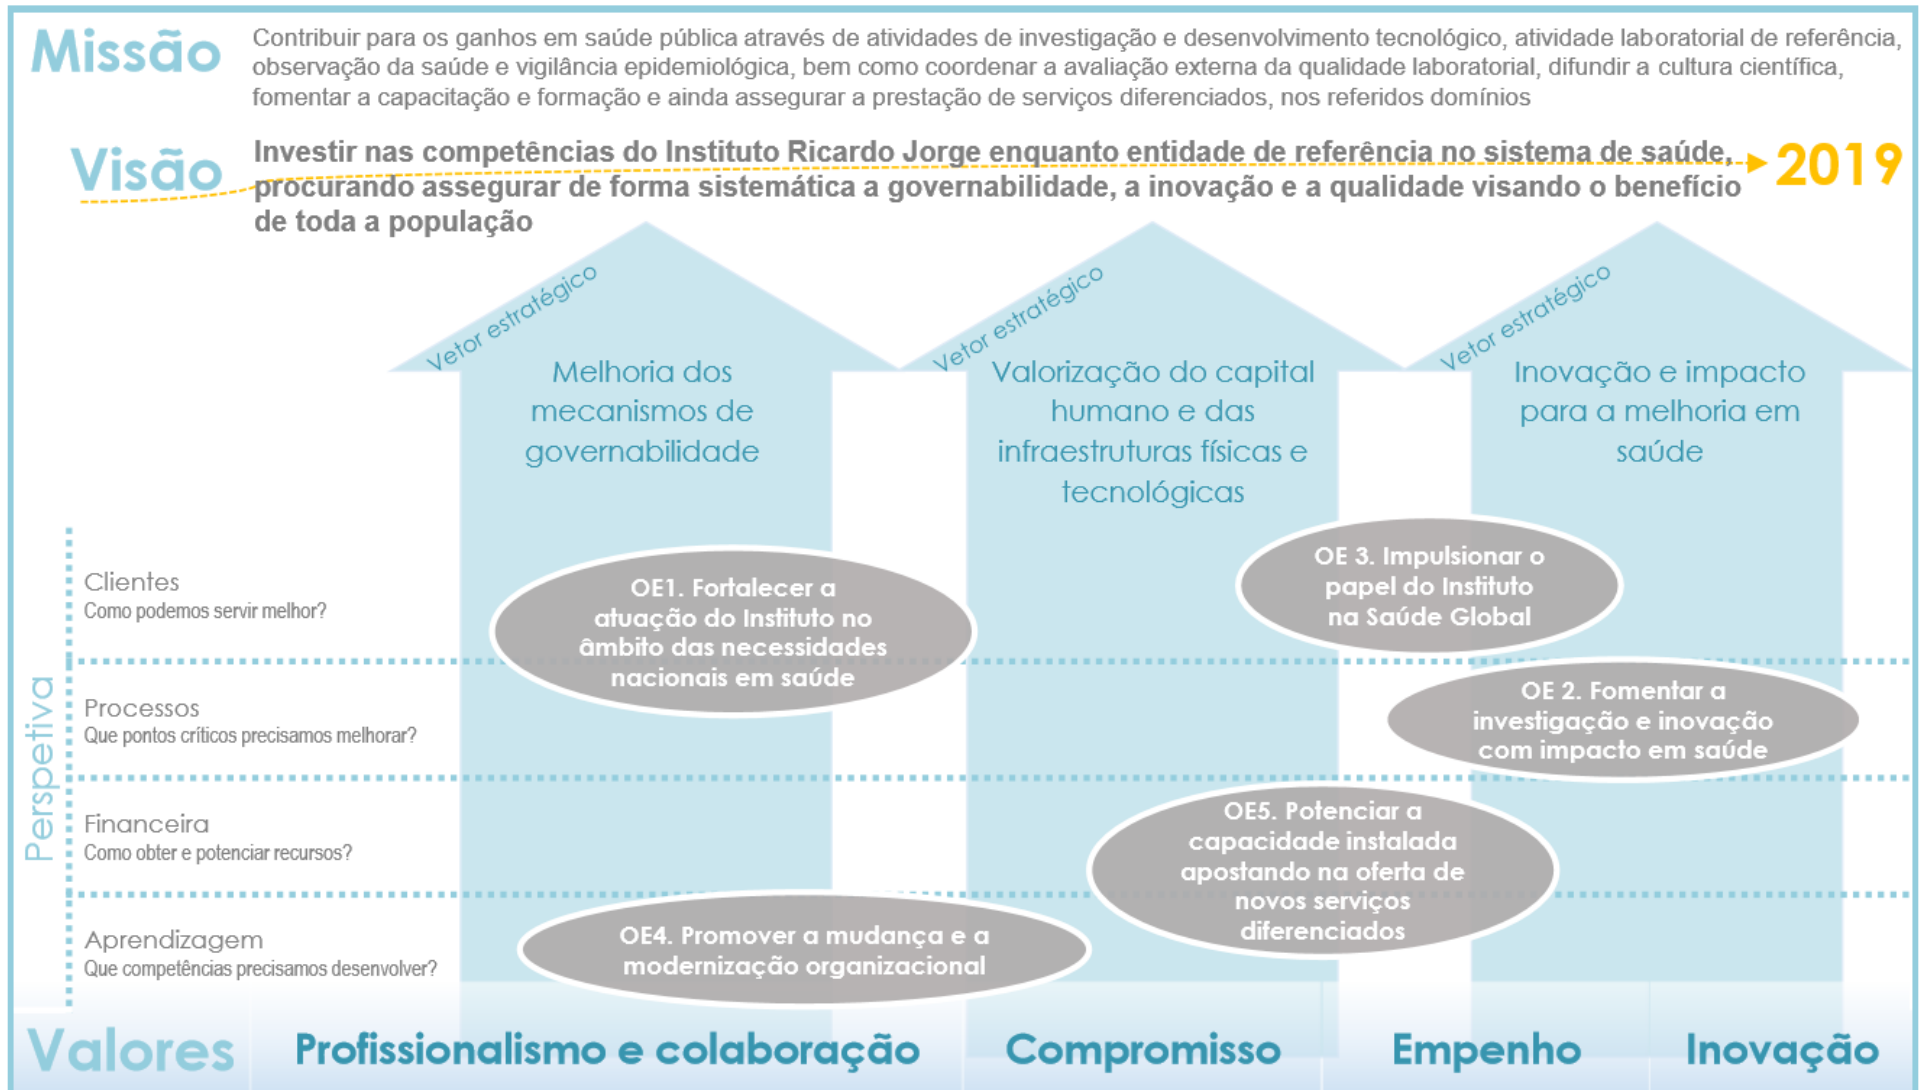 Missão
Contribuir para os ganhos em saúde pública através de atividades de investigação e desenvolvimento tecnológico, atividade laboratorial de referência,
observação da saúde e vigilância epidemiológica, bem como coordenar a avaliação externa da qualidade laboratorial, difundir a cultura científica,
fomentar a capacitação e formação e ainda assegurar a prestação de serviços diferenciados, nos referidos domínios
Visão
Investir nas competências do Instituto Ricardo Jorge enquanto entidade de referência no sistema de saúde,
procurando assegurar de forma sistemática a governabilidade, a inovação e a qualidade visando o benefício
de toda a população
2019
Vetor estratégico
Melhoria dos
mecanismos de
governabilidade
Vetor estratégico
Valorização do capital
humano e das
infraestruturas físicas e
tecnológicas
Vetor estratégico
Inovação e impacto
para a melhoria em
saúde
Perspetiva
Clientes
Como podemos servir melhor?
OE1. Fortalecer a
atuação do Instituto no
âmbito das necessidades
nacionais em saúde
OE 3. Impulsionar o
papel do Instituto
na Saúde Global
Processos
Que pontos críticos precisamos melhorar?
OE 2. Fomentar a
investigação e inovação
com impacto em saúde
Financeira
Como obter e potenciar recursos?
OE5. Potenciar a
capacidade instalada
apostando na oferta de
novos serviços
diferenciados
Aprendizagem
Que competências precisamos desenvolver?
OE4. Promover a mudança e a
modernização organizacional
Valores
Profissionalismo e colaboração
Compromisso
Empenho
Inovação